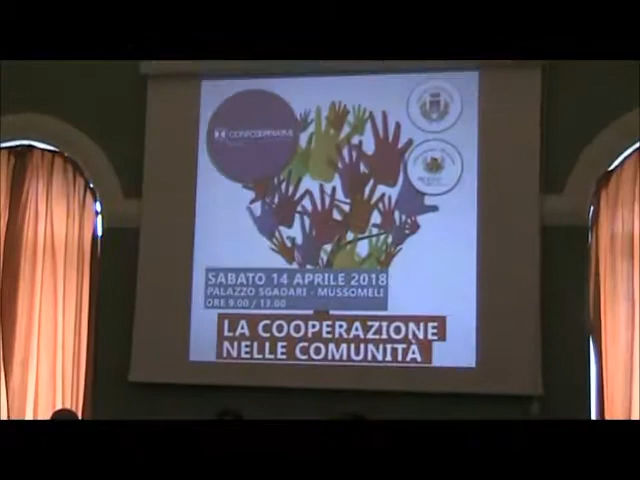 CONFCOOPERATIVE
SABATO 14 APRILE 2018
PALAZZO SGADARI - MUSSOMELI
ORE 9.00 / 13.00
LA COOPERAZIONE
NELLE COMUNITÀ